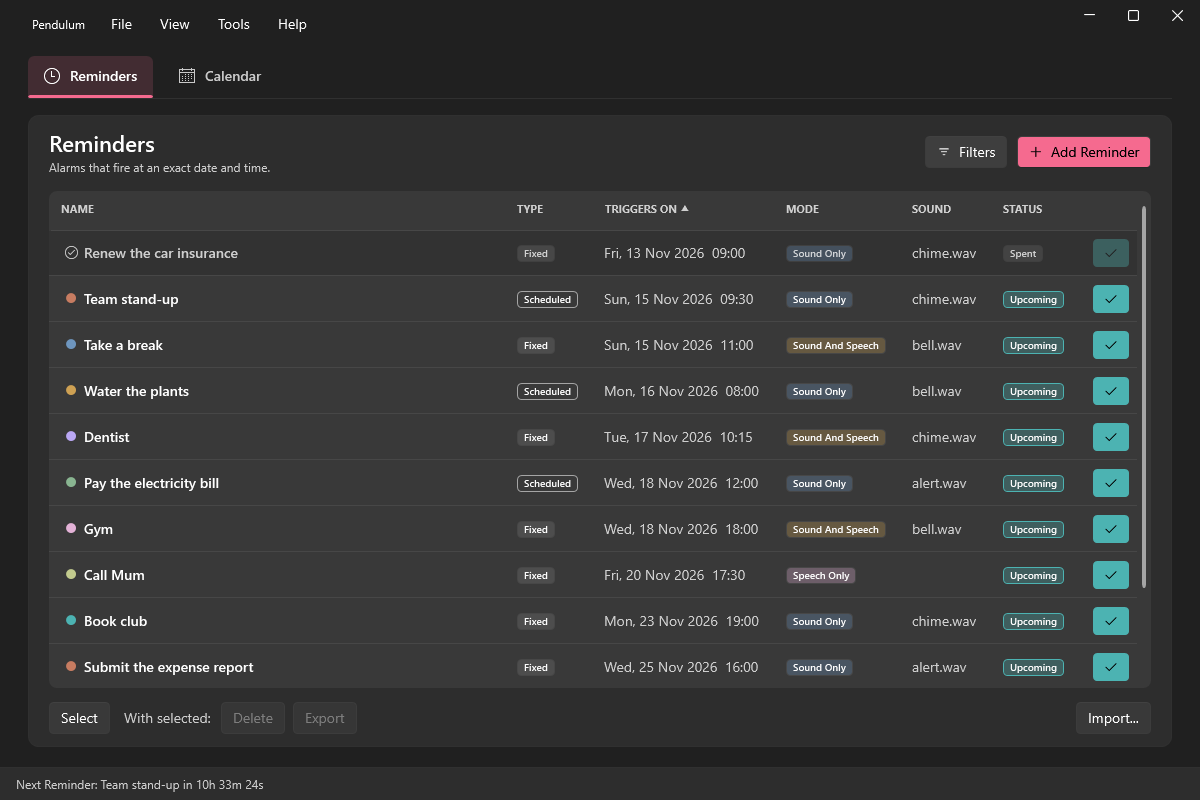 Pendulum File View Tools Help
Reminders Calendar
Reminders
Alarms that fire at an exact date and time.
Filters Add Reminder
NAME TYPE TRIGGERS ON MODE SOUND STATUS
Renew the car insurance Fixed Fri, 13 Nov 2026 09:00 Sound Only chime.wav Spent
Team stand-up Scheduled Sun, 15 Nov 2026 09:30 Sound Only chime.wav Upcoming
Take a break Fixed Sun, 15 Nov 2026 11:00 Sound And Speech bell.wav Upcoming
Water the plants Scheduled Mon, 16 Nov 2026 08:00 Sound Only bell.wav Upcoming
Dentist Fixed Tue, 17 Nov 2026 10:15 Sound And Speech chime.wav Upcoming
Pay the electricity bill Scheduled Wed, 18 Nov 2026 12:00 Sound Only alert.wav Upcoming
Gym Fixed Wed, 18 Nov 2026 18:00 Sound And Speech bell.wav Upcoming
Call Mum Fixed Fri, 20 Nov 2026 17:30 Speech Only Upcoming
Book club Fixed Mon, 23 Nov 2026 19:00 Sound Only chime.wav Upcoming
Submit the expense report Fixed Wed, 25 Nov 2026 16:00 Sound Only alert.wav Upcoming
Select With selected: Delete Export Import...
Next Reminder: Team stand-up in 10h 33m 24s